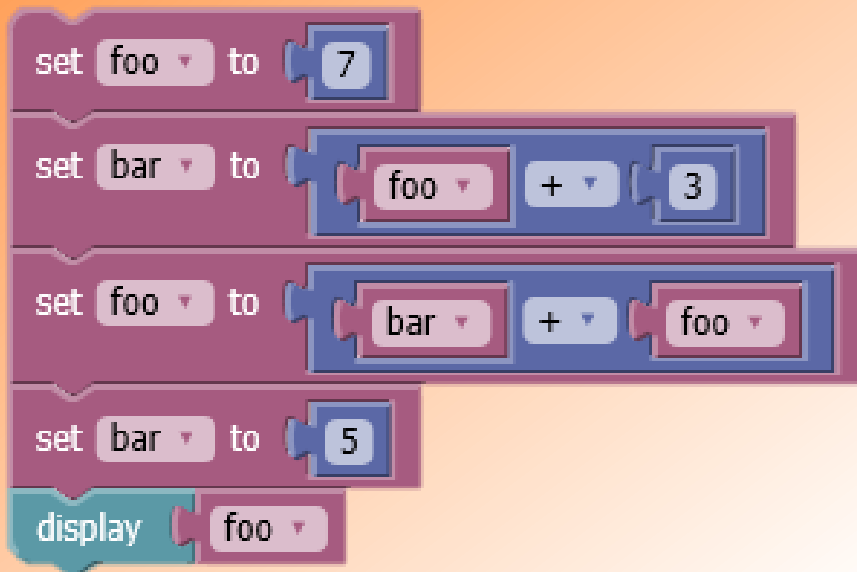 set foo to 7
set bar to foo + 3
set foo to bar + foo
set bar to 5
display foo